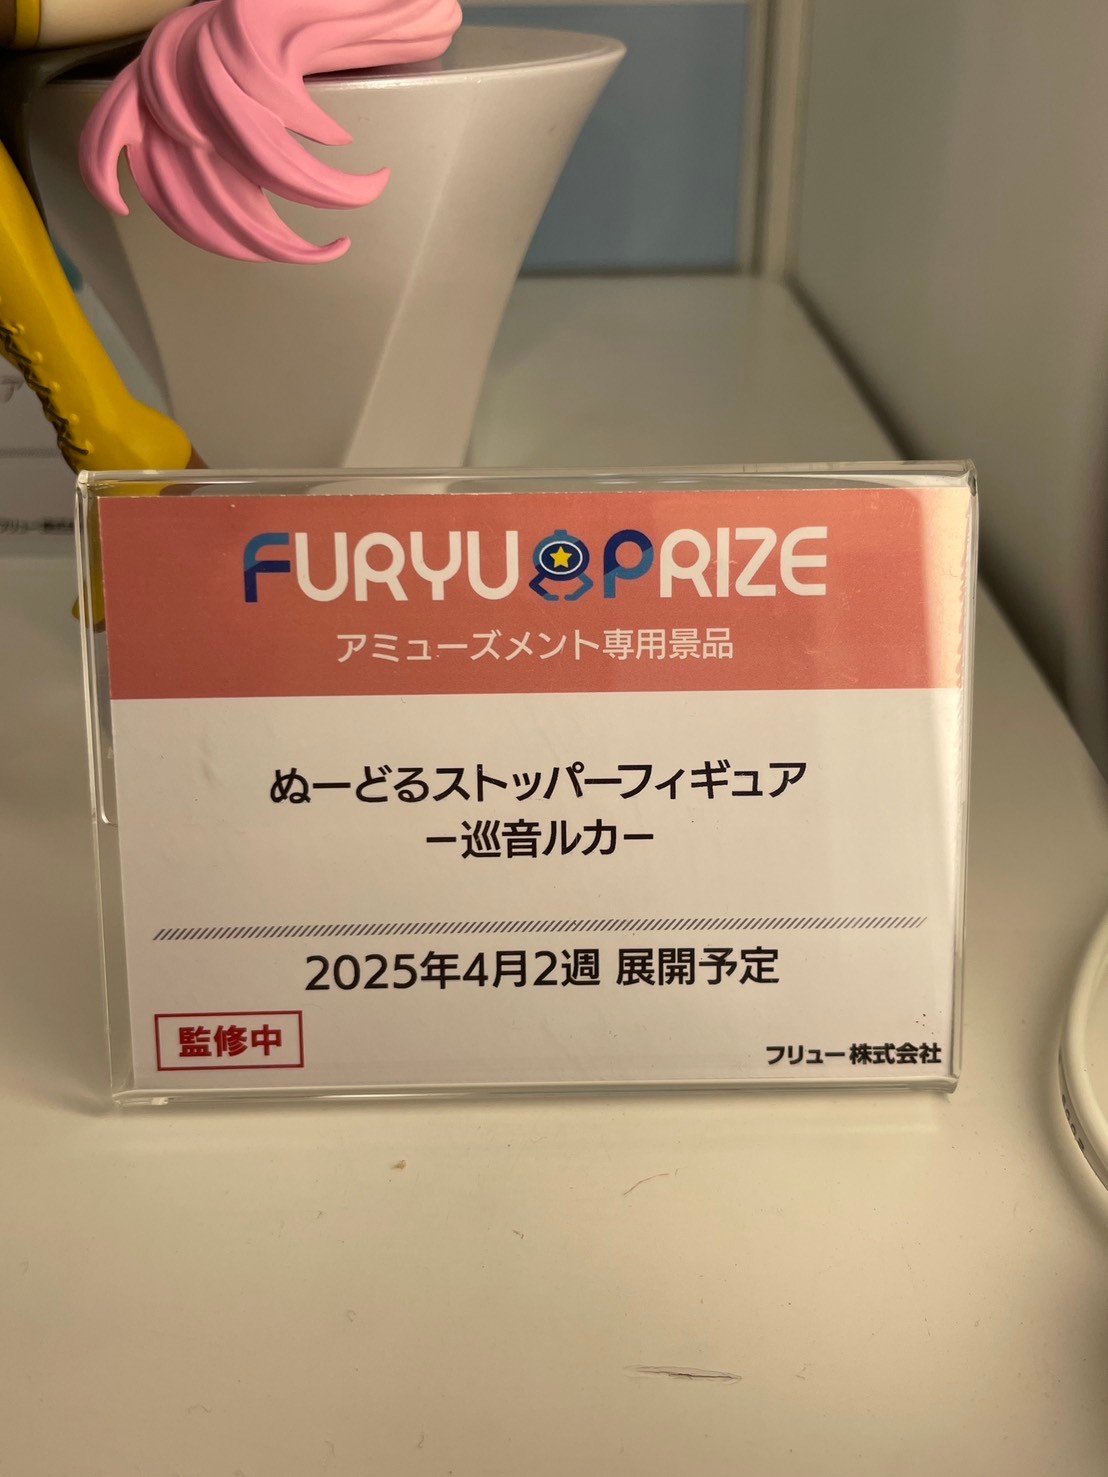 FURYU PRIZE
アミューズメント専用景品
ぬーどるストッパーフィギュア
ー巡音ルカー
2025年4月2週 展開予定
監修中
フリュー株式会社